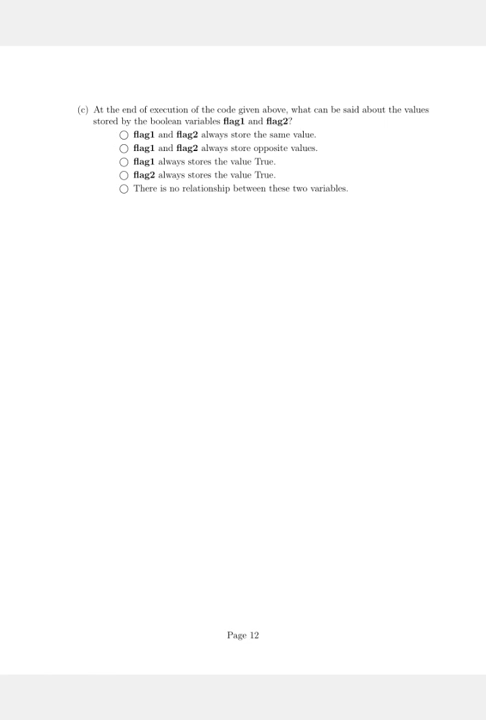 (c) At the end of execution of the code given above, what can be said about the values
stored by the boolean variables flag1 and flag2?
flag1 and flag2 always store the same value.
flag1 and flag2 always store opposite values.
flag1 always stores the value True.
flag2 always stores the value True.
There is no relationship between these two variables.
Page 12